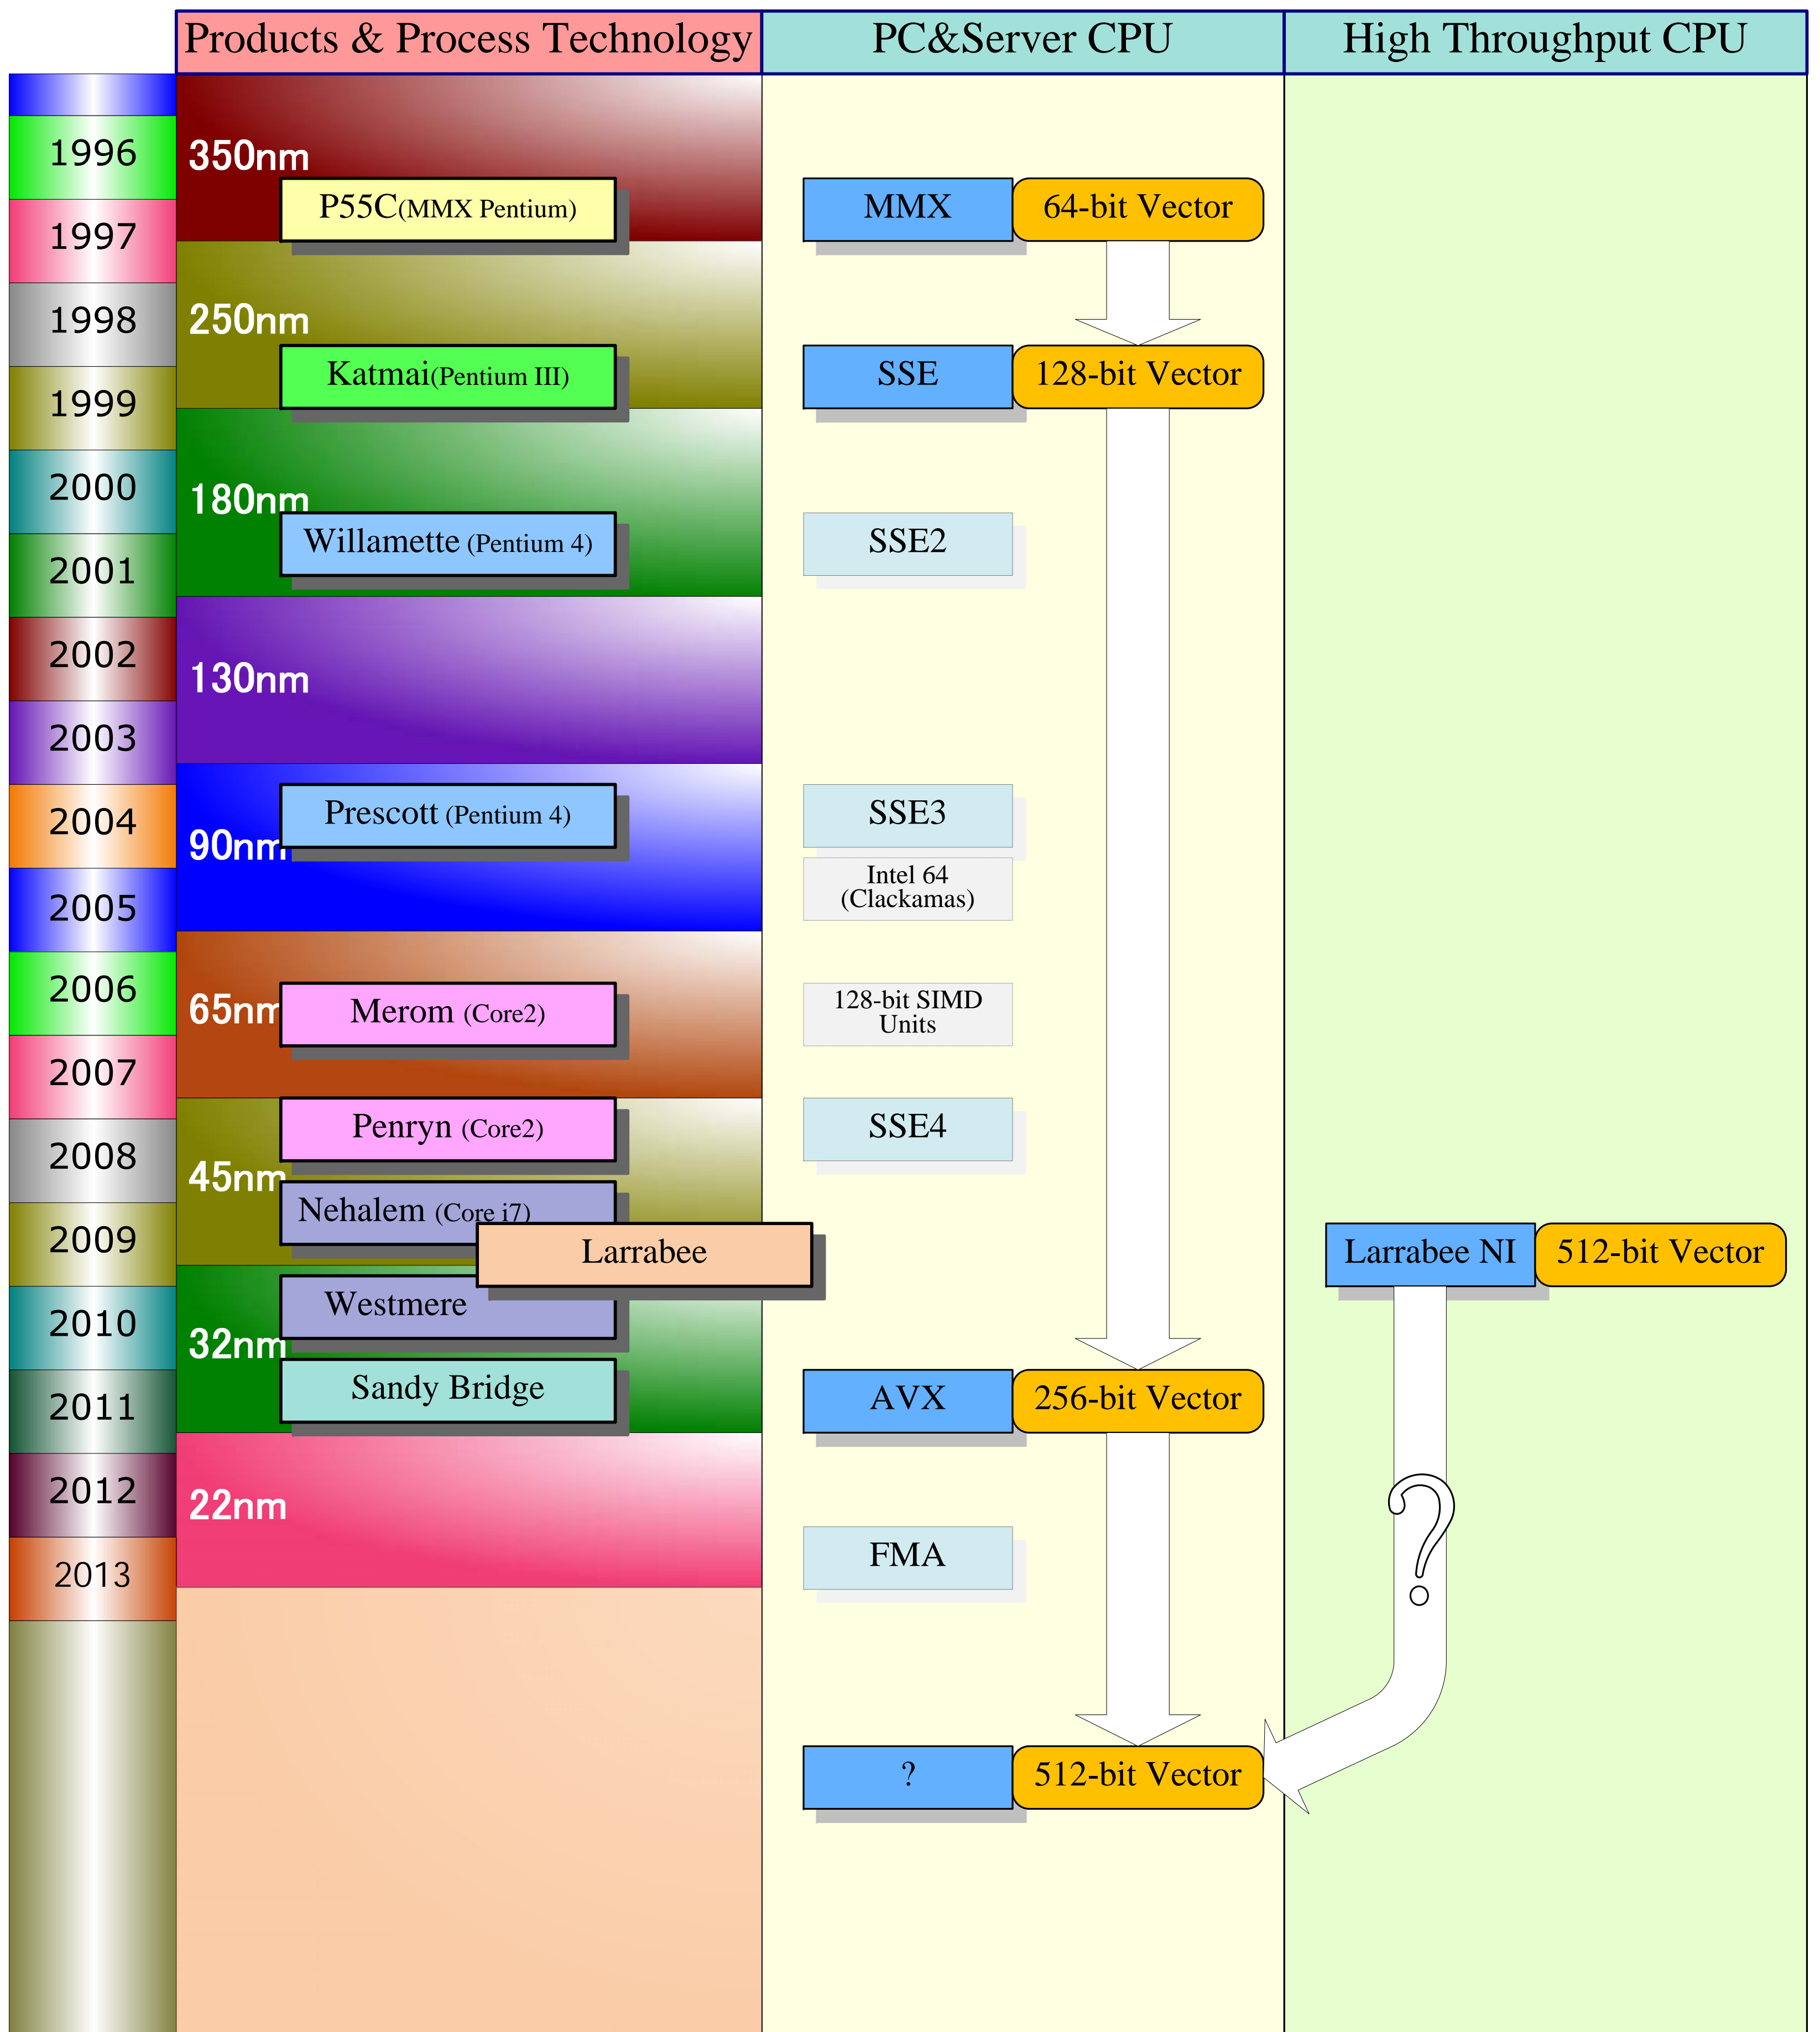 Products & Process Technology
PC&Server CPU
High Throughput CPU
1996
350nm
P55C(MMX Pentium)
MMX
64-bit Vector
1997
1998
250nm
Katmai(Pentium III)
SSE
128-bit Vector
1999
2000
180nm
Willamette (Pentium 4)
SSE2
2001
2002
130nm
2003
2004
Prescott (Pentium 4)
SSE3
90nm
Intel 64
(Clackamas)
2005
2006
65nm
Merom (Core2)
128-bit SIMD
Units
2007
Penryn (Core2)
SSE4
2008
45nm
Nehalem (Core i7)
2009
Larrabee
Larrabee NI
512-bit Vector
Westmere
2010
32nm
Sandy Bridge
AVX
256-bit Vector
2011
2012
22nm
?
FMA
2013
?
512-bit Vector